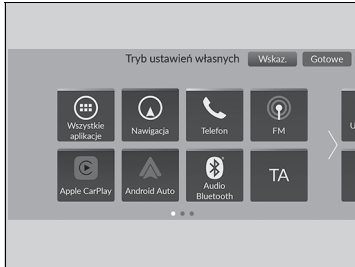 Tryb ustawień własnych
Wskaz.
Gotowe
Wszystkie
aplikacje
Nawigacja
Telefon
FM
U
Apple CarPlay
Android Auto
Audio
Bluetooth
TA